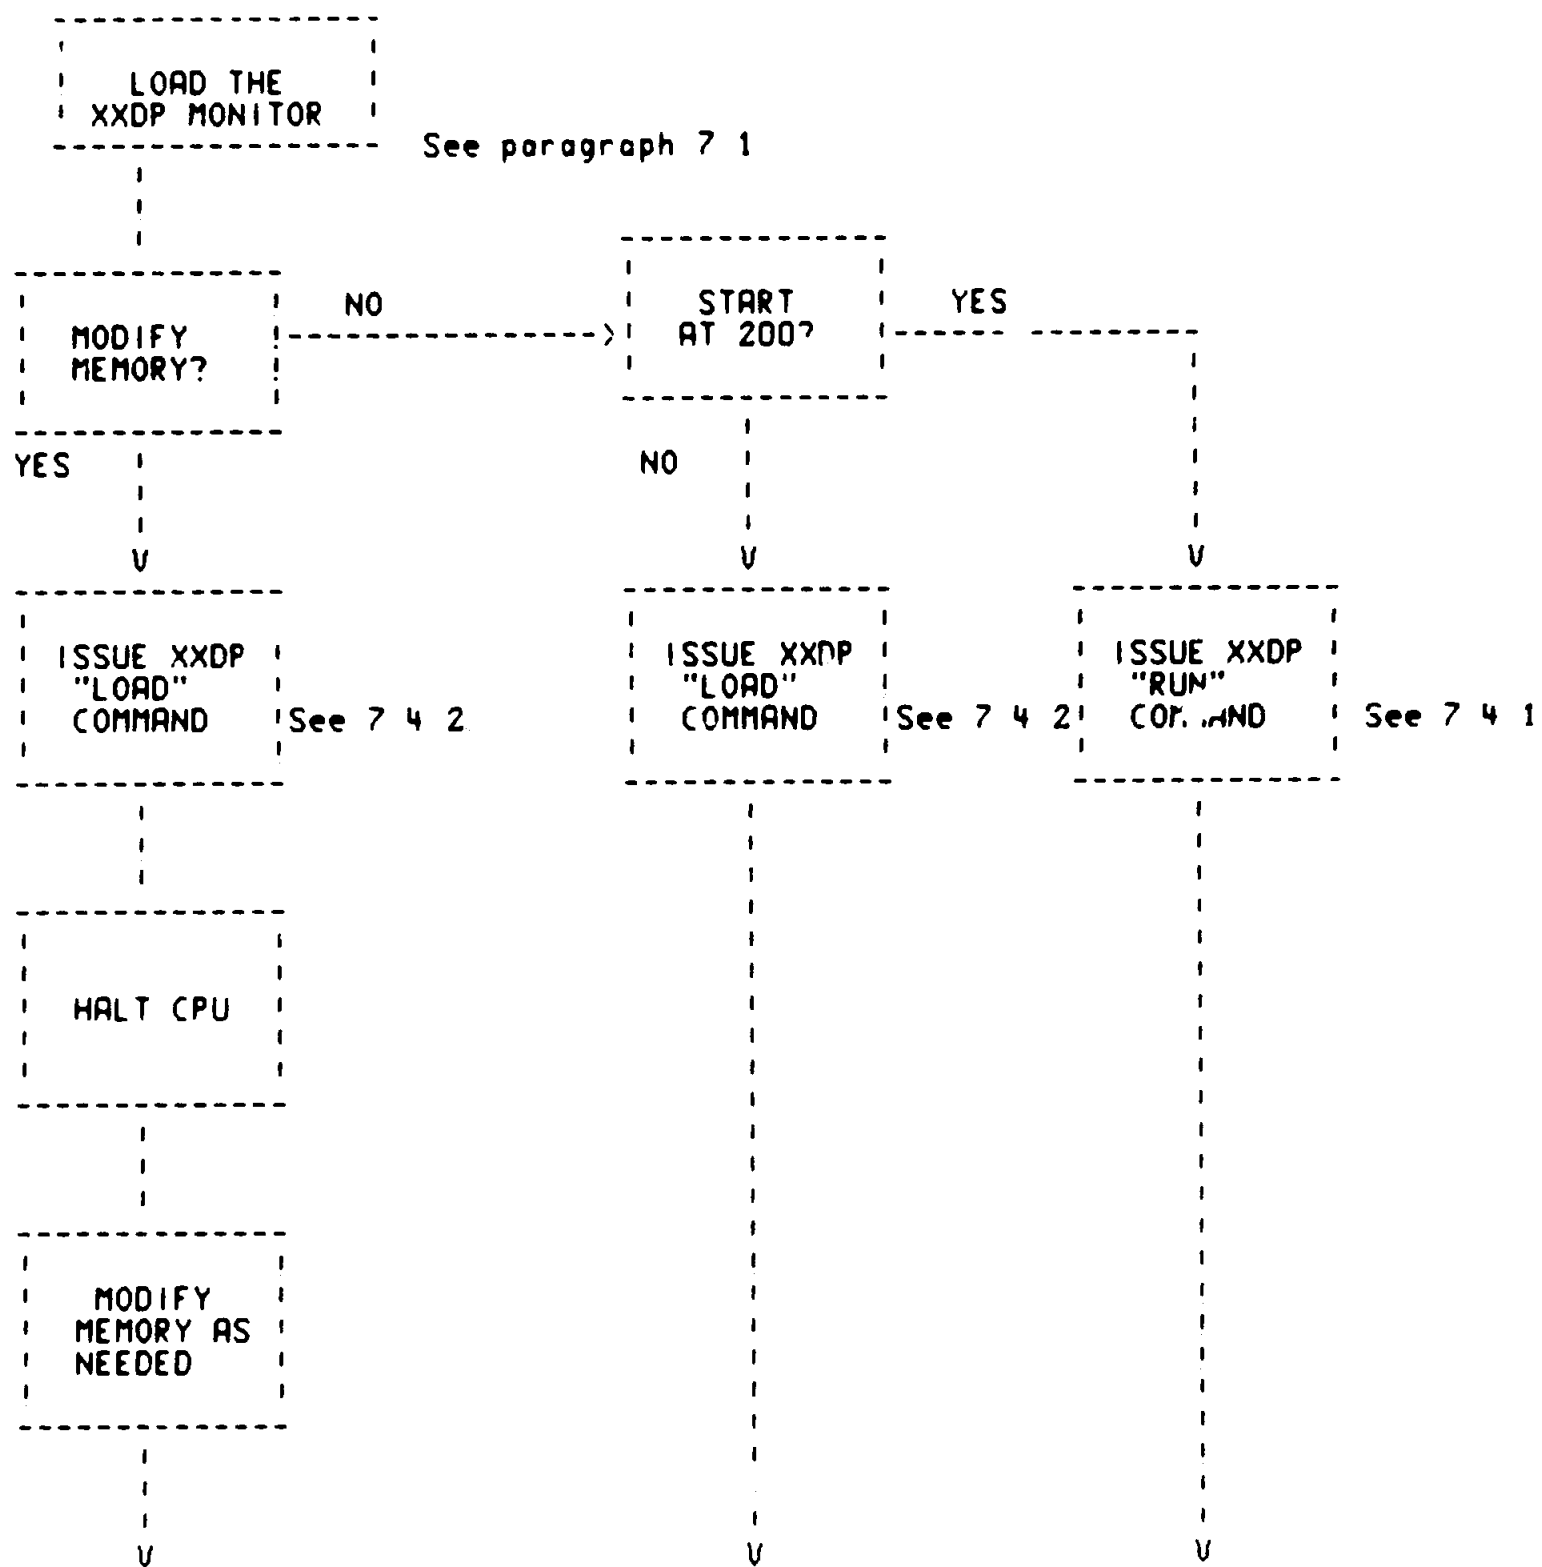 LOAD THE
XXDP MONITOR
See paragraph 7 1
MODIFY
MEMORY?
NO
START
AT 200?
YES
YES
NO
ISSUE XXDP
"LOAD"
COMMAND
See 7 4 2
ISSUE XXDP
"LOAD"
COMMAND
See 7 4 2
ISSUE XXDP
"RUN"
See 7 4 1
HALT CPU
MODIFY
MEMORY AS
NEEDED